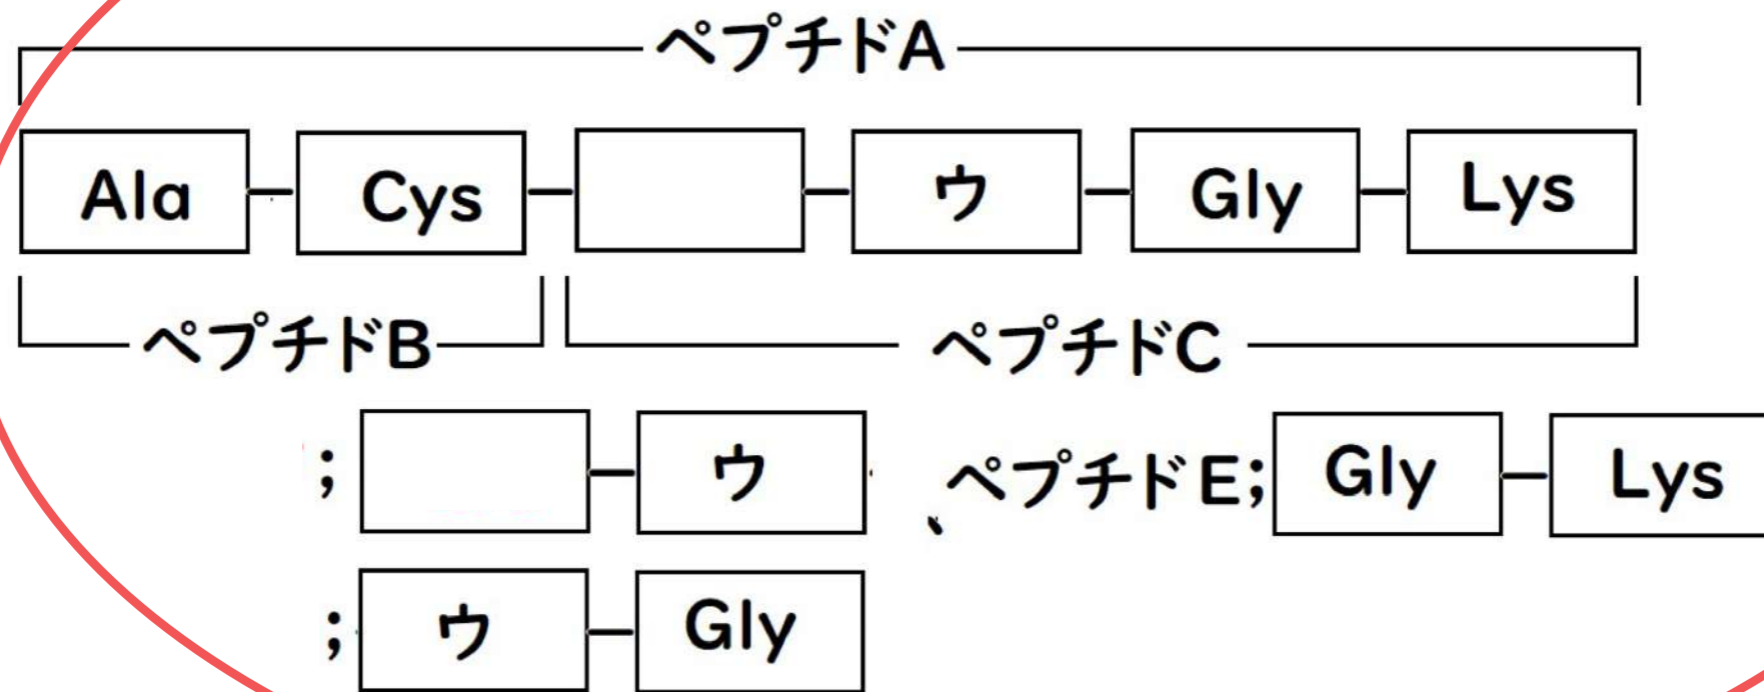 ペプチドA
Ala Cys ウ Gly Lys
ペプチドB ペプチドC
; ウ 、ペプチドE; Gly Lys
; ウ Gly